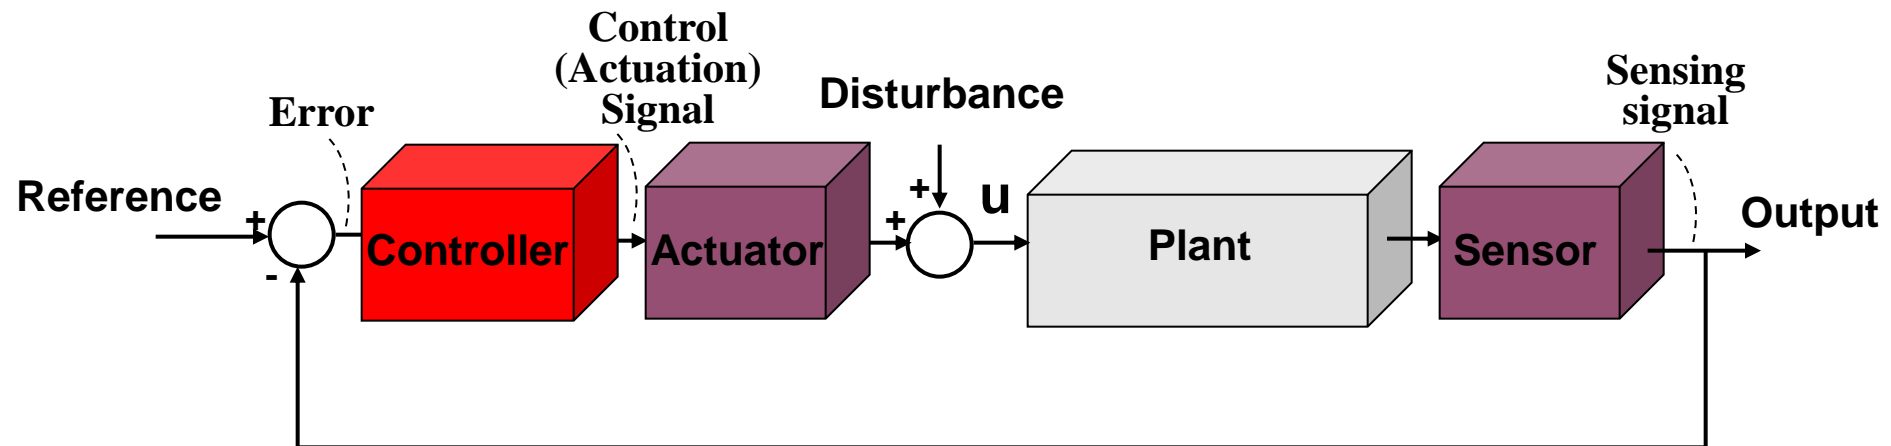 Control
(Actuation)
Signal
Error
Disturbance
Sensing
signal
Reference
+
-
Controller
Actuator
+
+
u
Plant
Sensor
Output